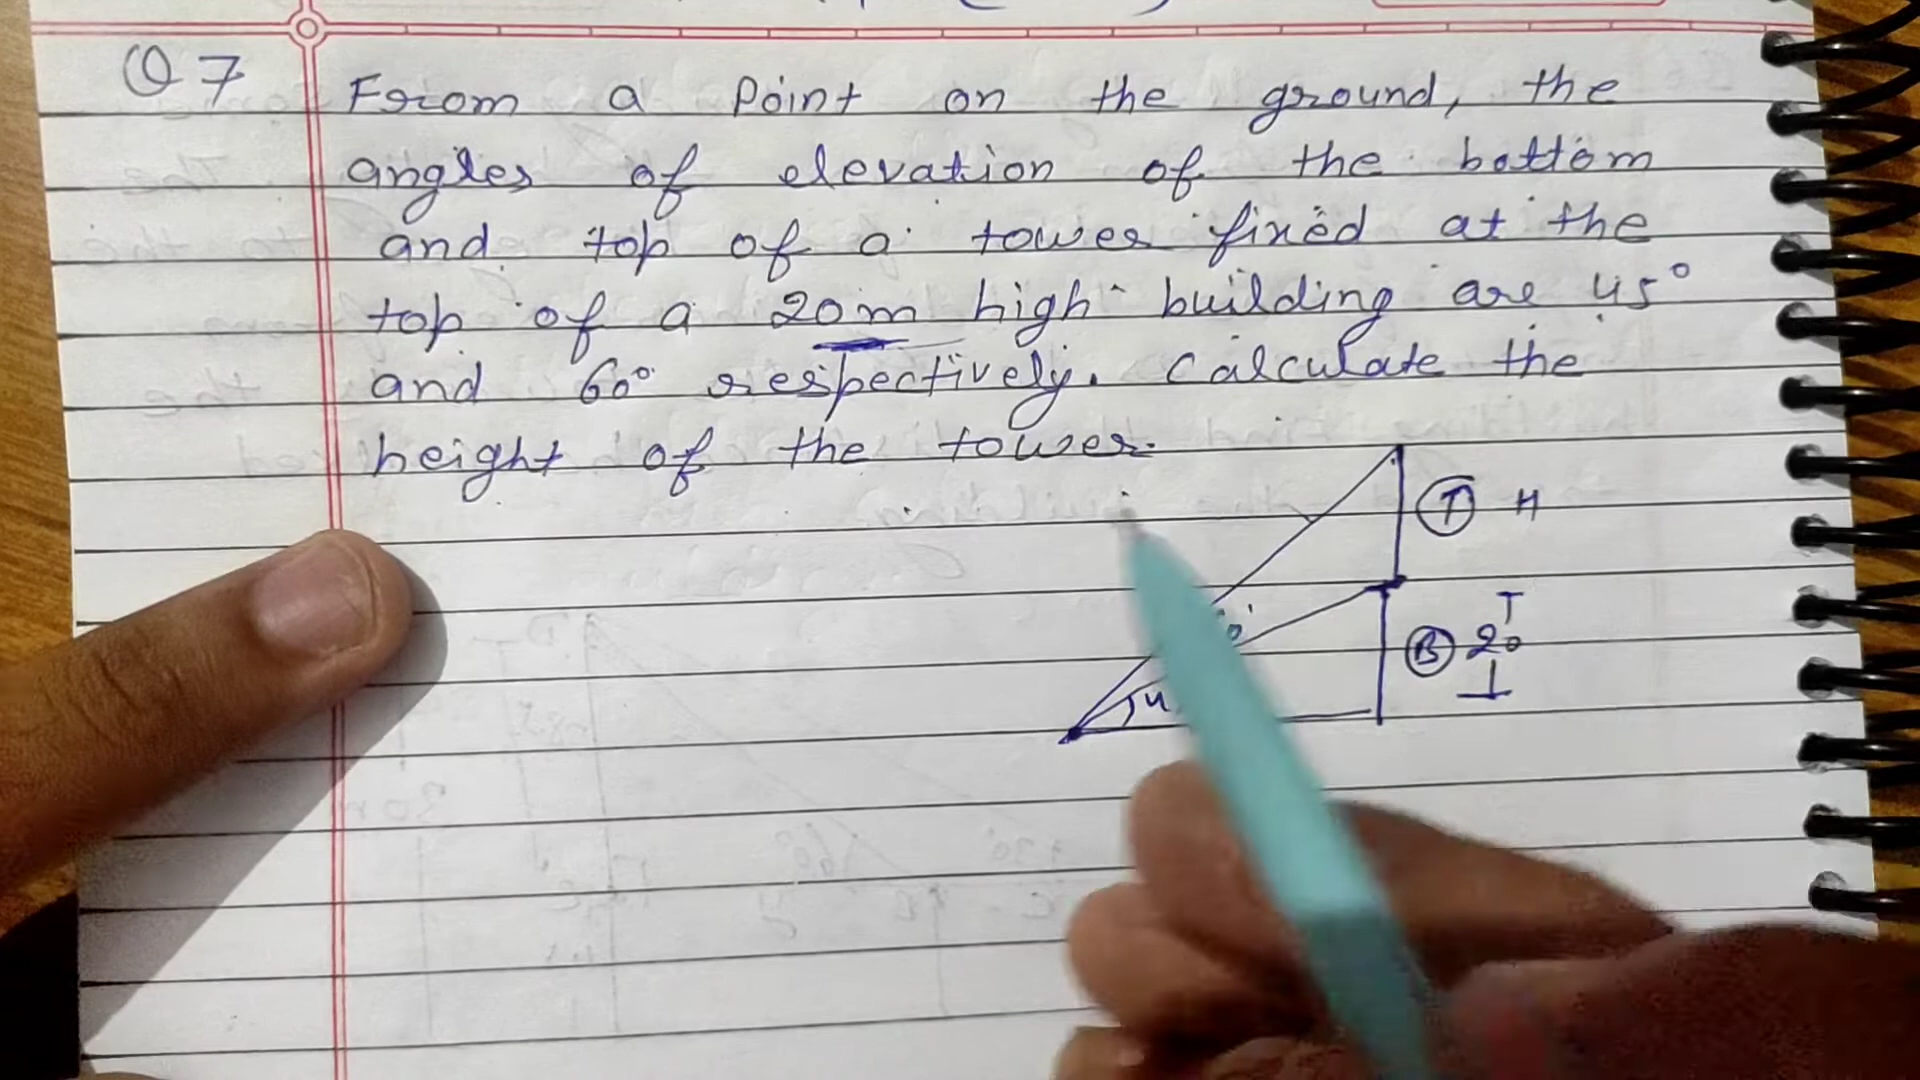 Q7 From a Point on the ground, the
angles of elevation of the bottom
and top of a tower fixed at the
top of a 20m high building are 45°
and 60° respectively. Calculate the
height of the tower.
T H
B 20